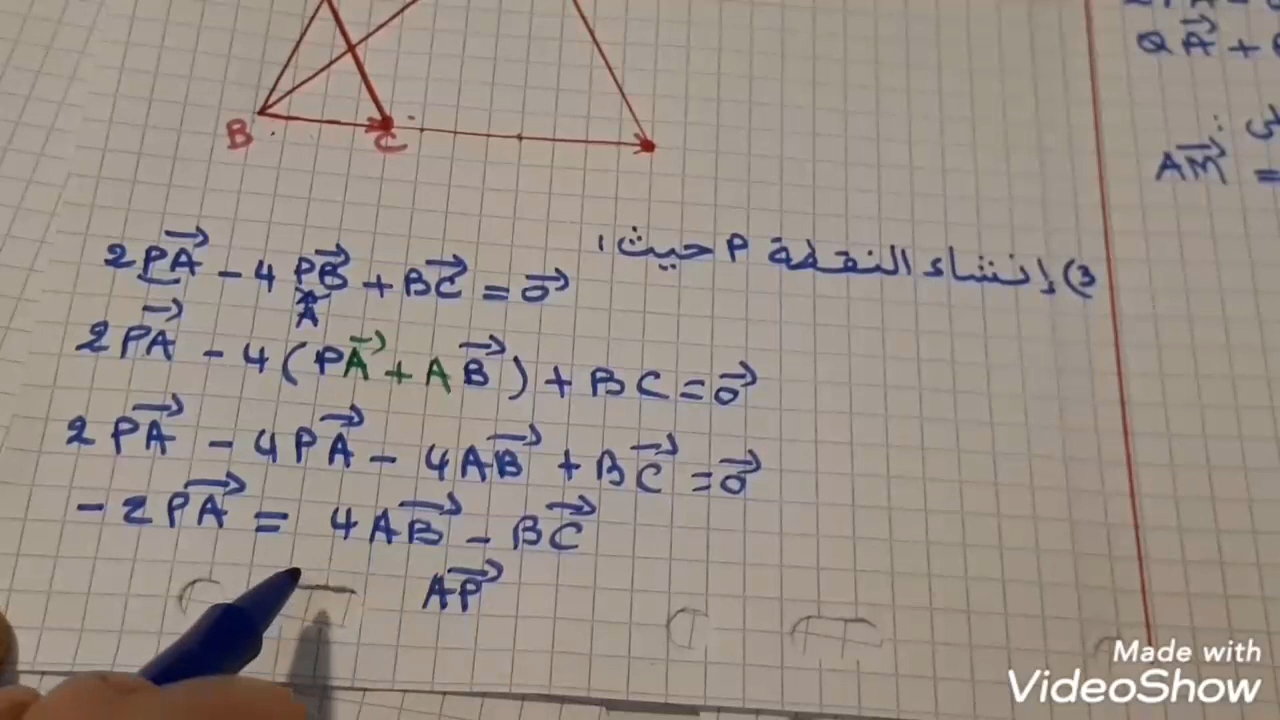 B
C
3) إنشاء النقطة P حيث:
2PA⃗ - 4PB⃗ + BC⃗ = 0⃗
A
2PA⃗ - 4(PA⃗ + AB⃗) + BC = 0⃗
2PA⃗ - 4PA⃗ - 4AB⃗ + BC⃗ = 0⃗
-2PA⃗ = 4AB⃗ - BC⃗
AP⃗
QA⃗ +
AM⃗ =
Made with
VideoShow